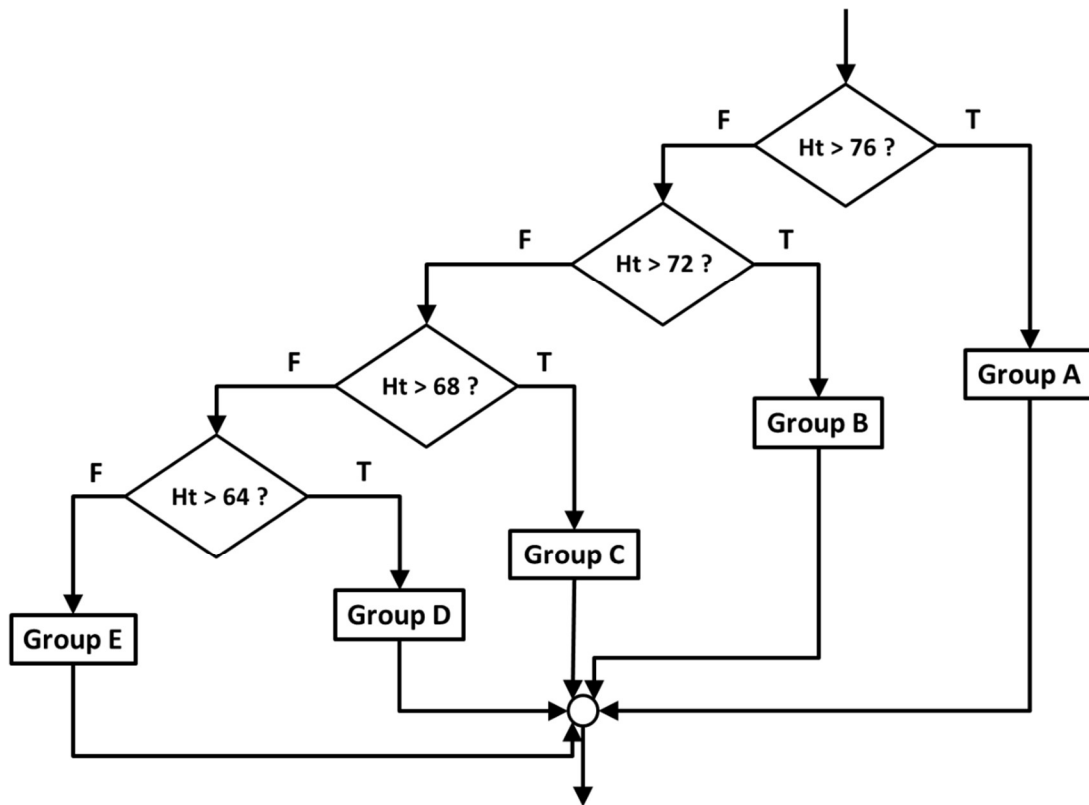 F
T
Ht > 76 ?
F
T
Ht > 72 ?
F
T
Ht > 68 ?
Group A
Group B
F
T
Ht > 64 ?
Group C
Group D
Group E